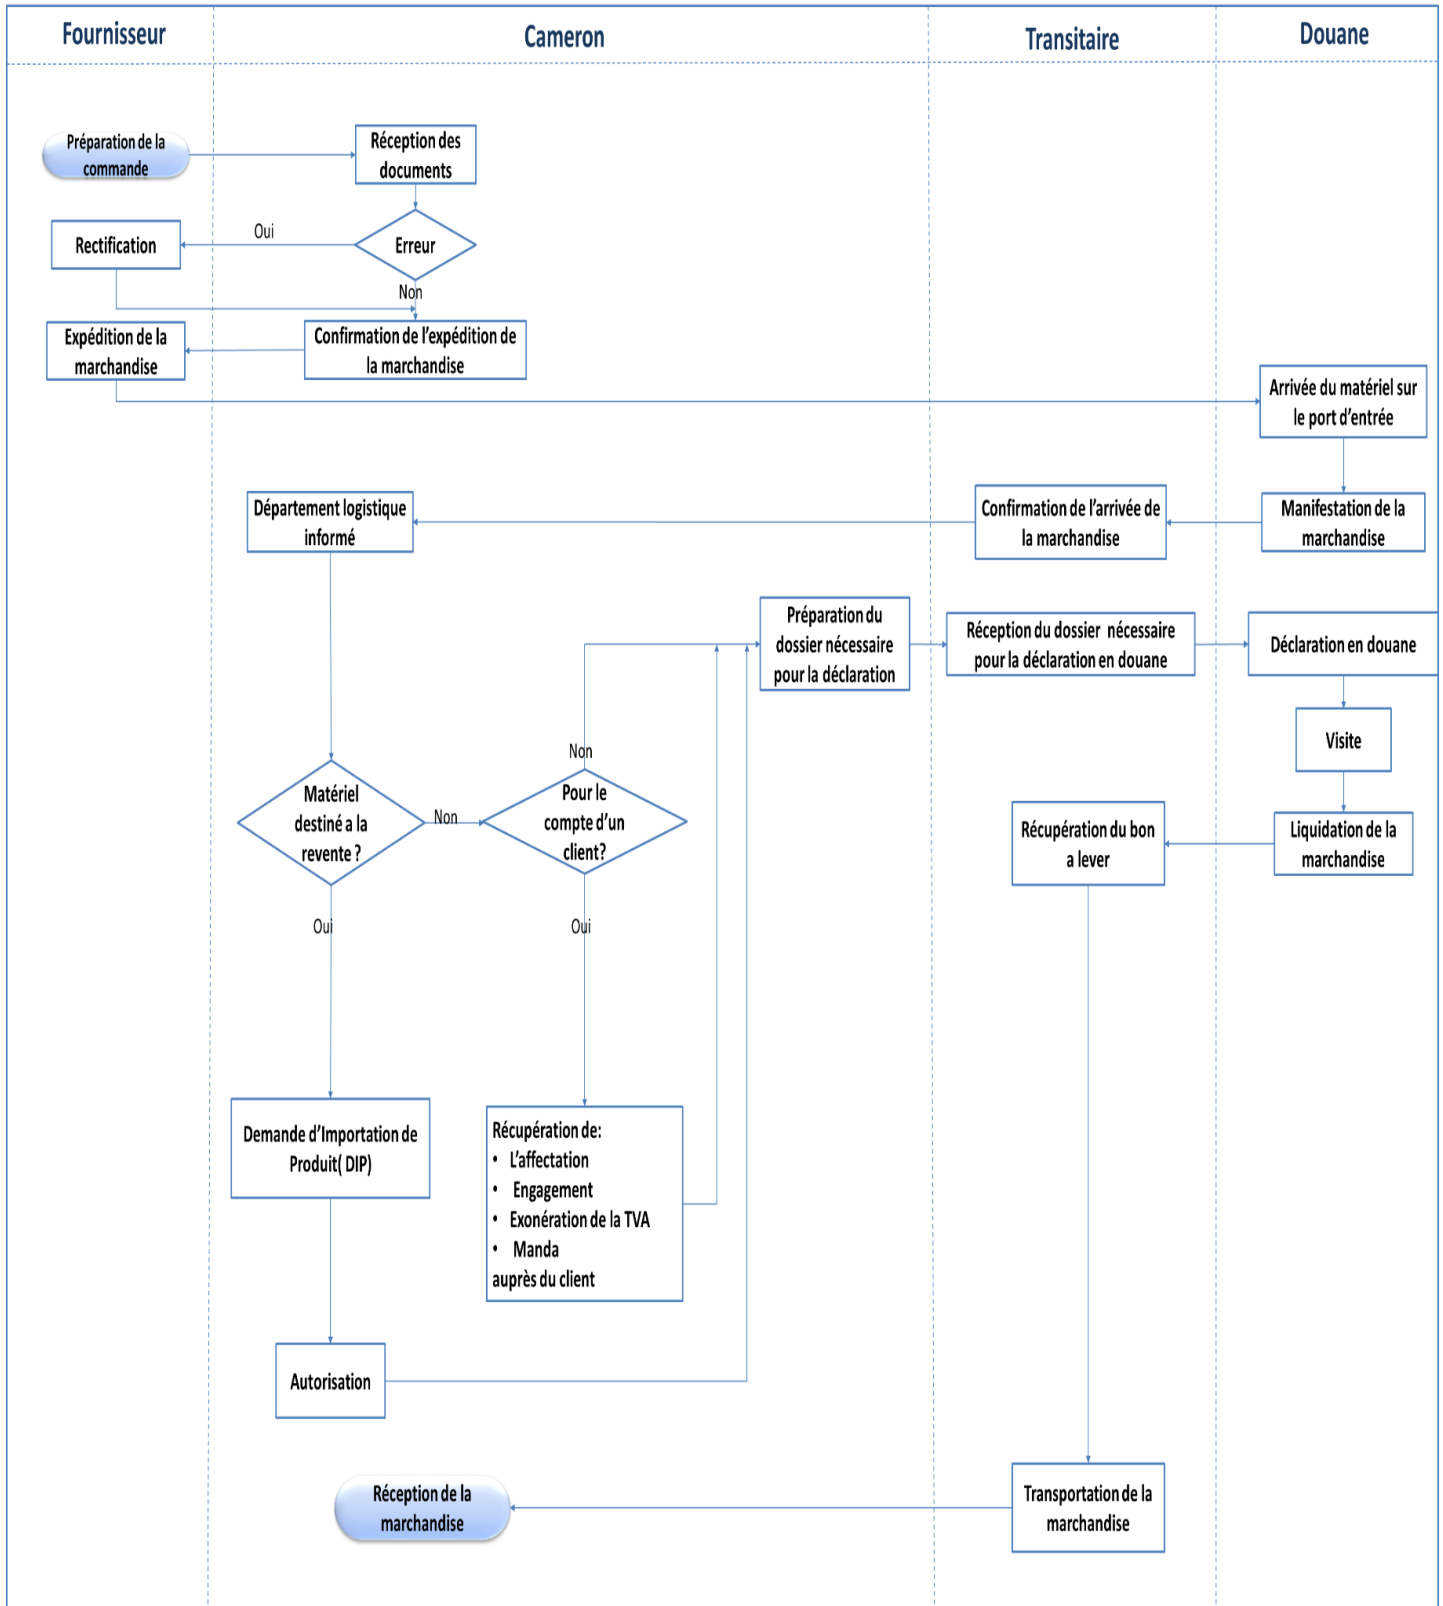 Fournisseur
Cameron
Transitaire
Douane
Préparation de la
commande
Réception des
documents
Rectification
Oui
Erreur
Non
Expédition de la
marchandise
Confirmation de l'expédition de
la marchandise
Arrivée du matériel sur
le port d'entrée
Département logistique
informé
Confirmation de l'arrivée de
la marchandise
Manifestation de la
marchandise
Préparation du
dossier nécessaire
pour la déclaration
Réception du dossier nécessaire
pour la déclaration en douane
Déclaration en douane
Visite
Non
Matériel
destiné a la
revente ?
Non
Pour le
compte d'un
client?
Récupération du bon
a lever
Liquidation de la
marchandise
Oui
Oui
Demande d'Importation de
Produit( DIP)
Récupération de:
• L'affectation
• Engagement
• Exonération de la TVA
• Manda
auprès du client
Autorisation
Réception de la
marchandise
Transportation de la
marchandise